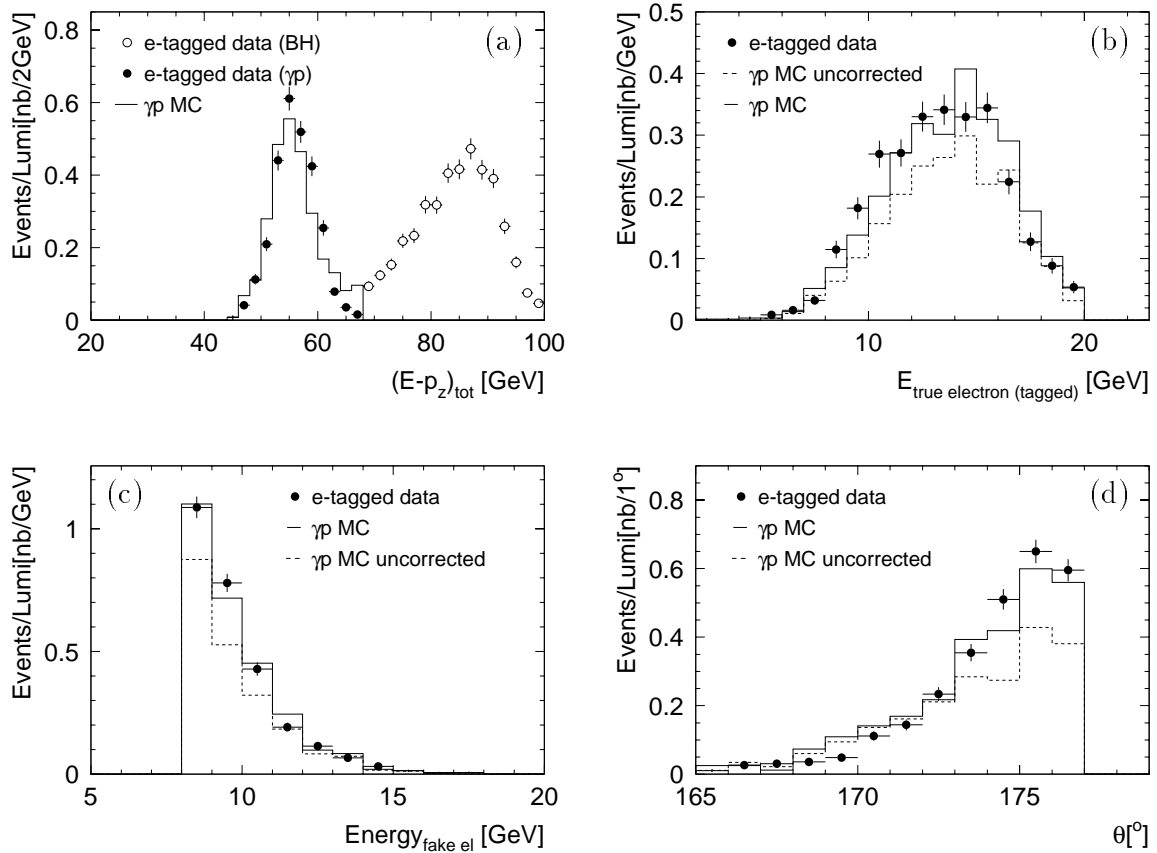 (a)
e-tagged data (BH)
e-tagged data (γp)
γp MC
Events/Lumi[nb/2GeV]
0.8
0.6
0.4
0.2
0
20 40 60 80 100
(E-pz)tot [GeV]
(b)
e-tagged data
γp MC uncorrected
γp MC
Events/Lumi[nb/GeV]
0.5
0.4
0.3
0.2
0.1
0
10 20
Etrue electron (tagged) [GeV]
(c)
e-tagged data
γp MC
γp MC uncorrected
Events/Lumi[nb/GeV]
1
0.5
0
5 10 15 20
Energyfake el [GeV]
(d)
e-tagged data
γp MC
γp MC uncorrected
Events/Lumi[nb/1°]
0.8
0.6
0.4
0.2
0
165 170 175
θ[°]